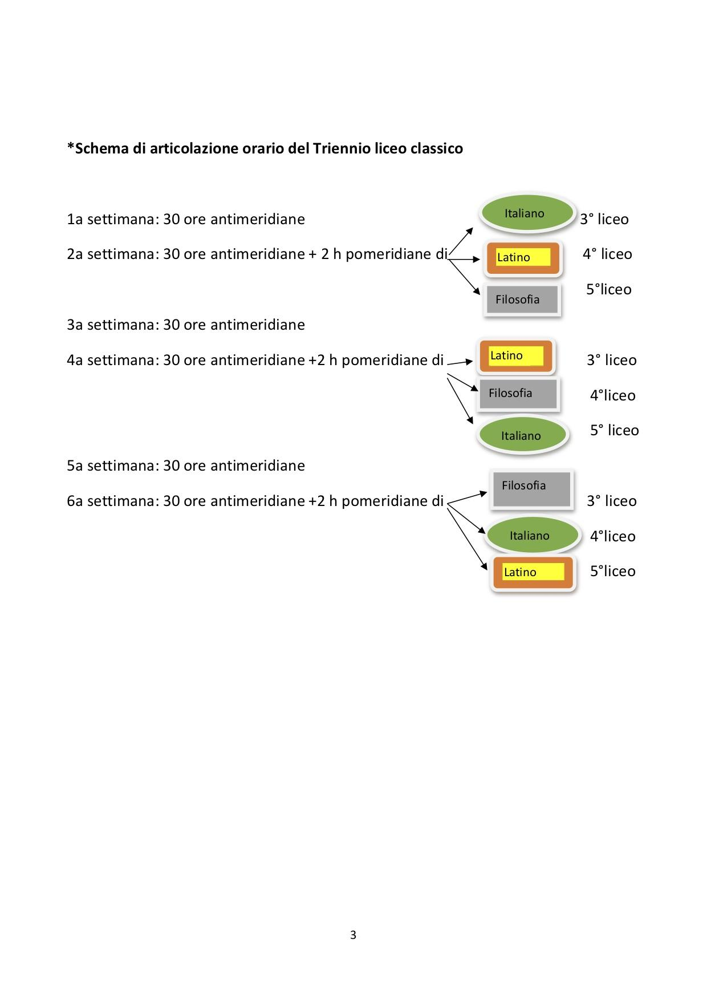 *Schema di articolazione orario del Triennio liceo classico
1a settimana: 30 ore antimeridiane
Italiano
3° liceo
2a settimana: 30 ore antimeridiane + 2 h pomeridiane di
Latino
4° liceo
Filosofia
5°liceo
3a settimana: 30 ore antimeridiane
4a settimana: 30 ore antimeridiane +2 h pomeridiane di
Latino
3° liceo
Filosofia
4°liceo
Italiano
5° liceo
5a settimana: 30 ore antimeridiane
Filosofia
6a settimana: 30 ore antimeridiane +2 h pomeridiane di
3° liceo
Italiano
4°liceo
Latino
5°liceo
3